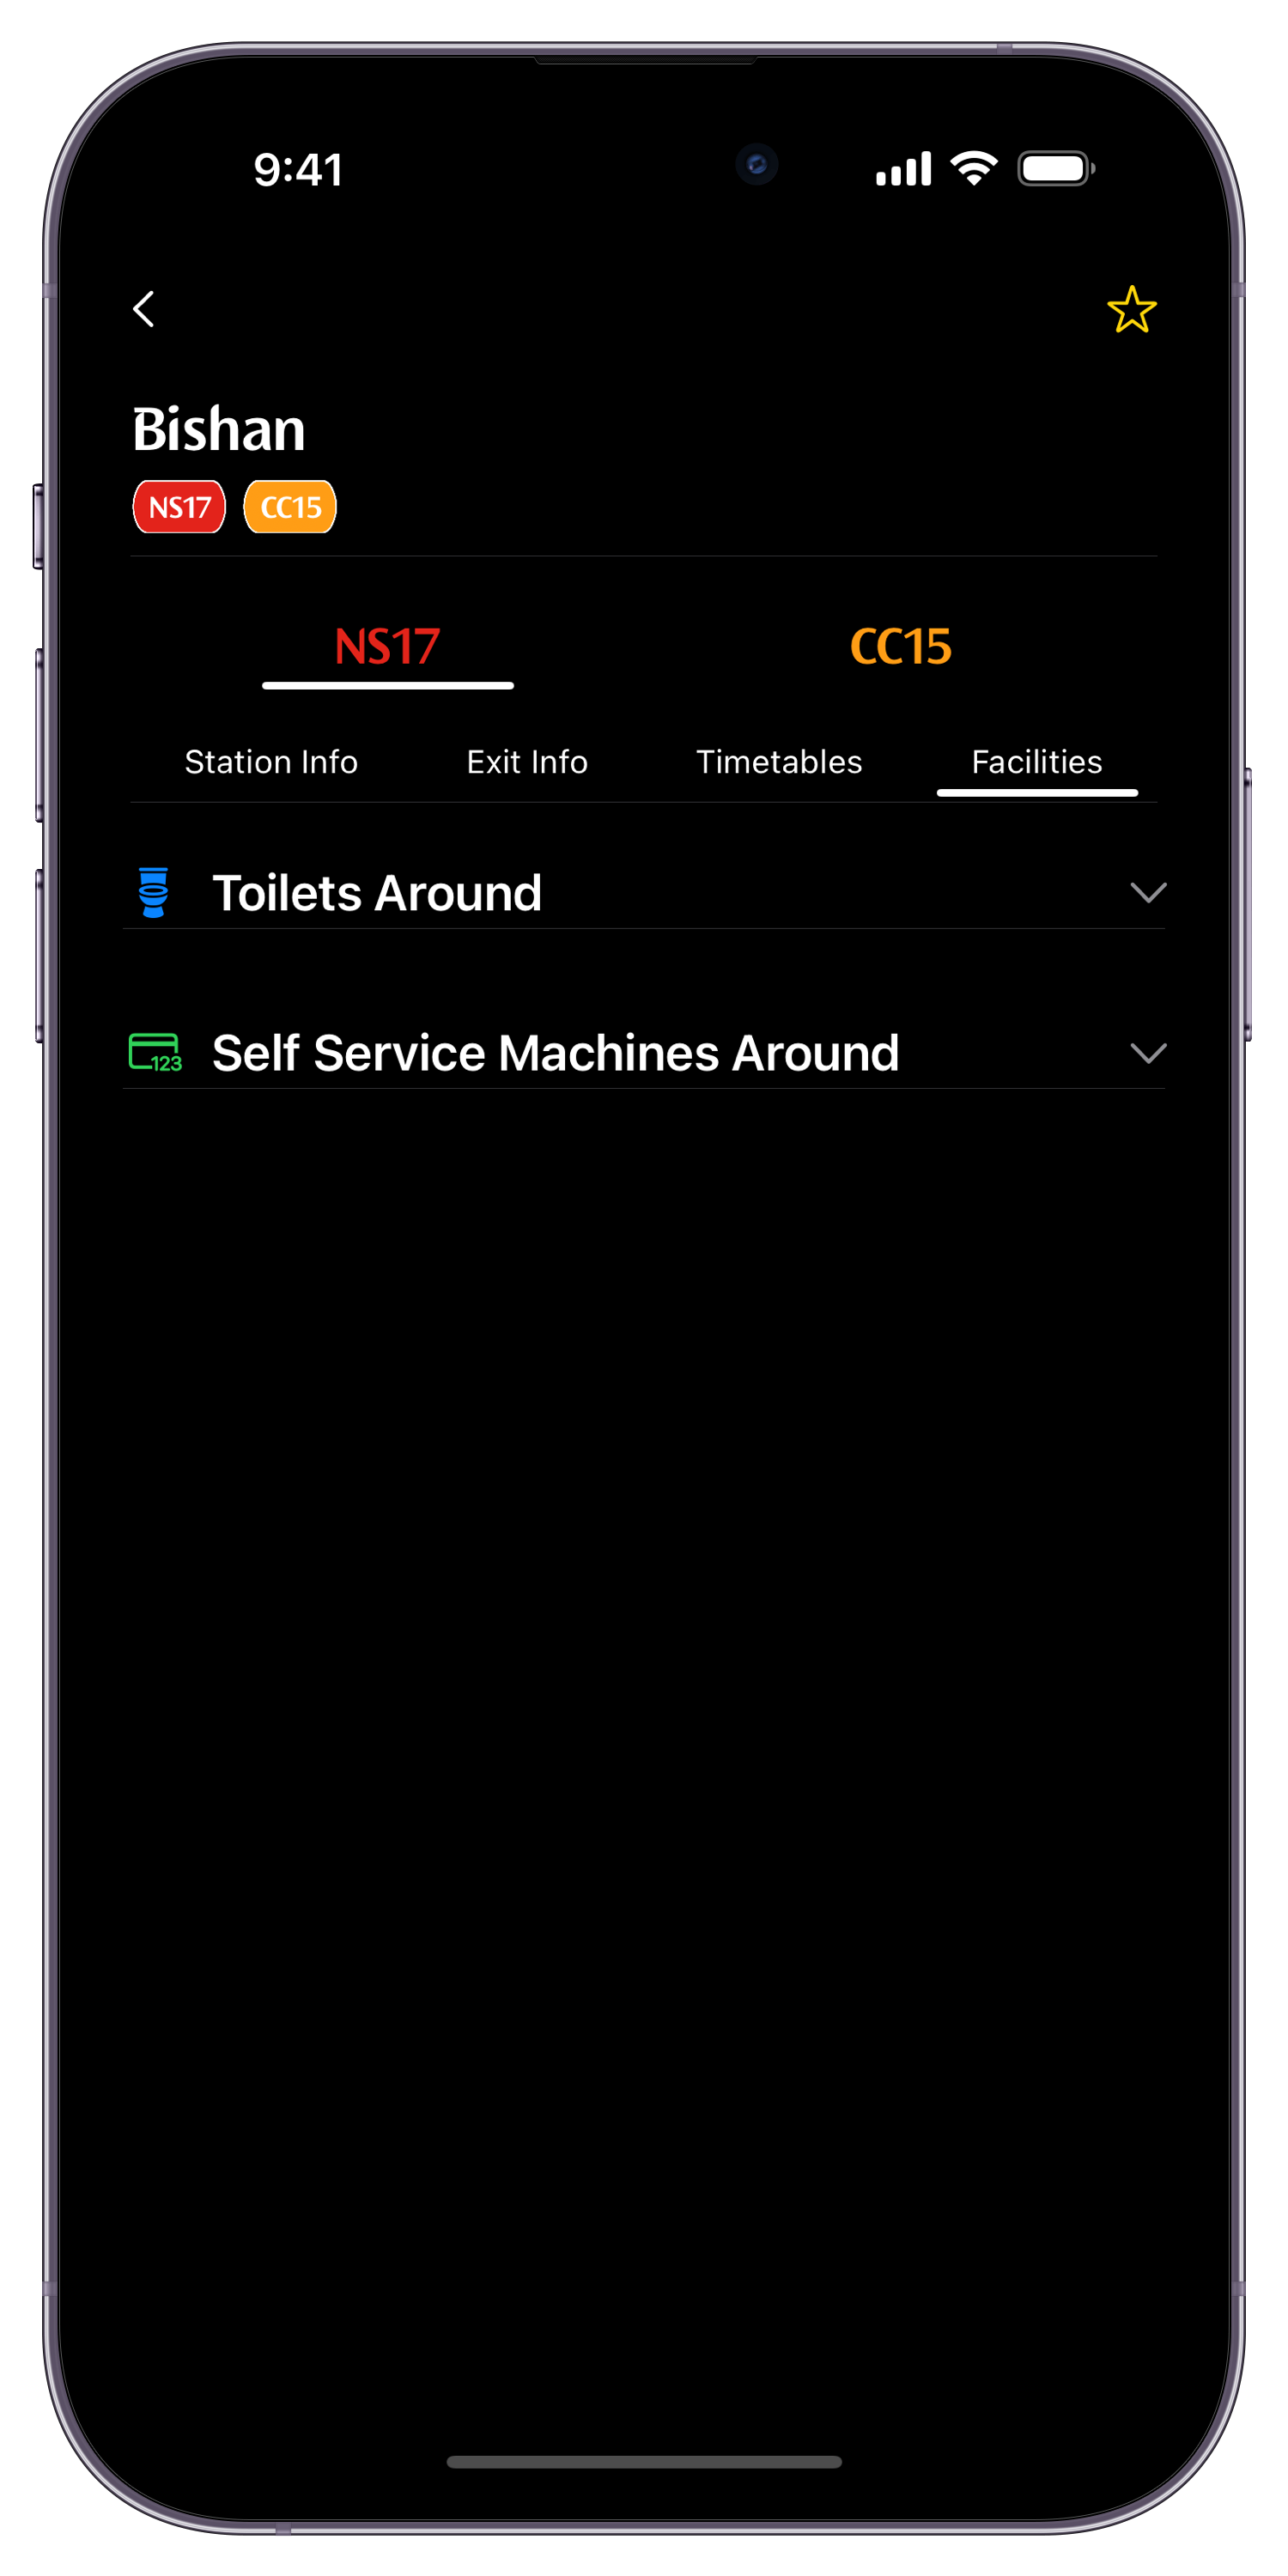 9:41
Bishan
NS17 CC15
NS17 CC15
Station Info Exit Info Timetables Facilities
Toilets Around
123 Self Service Machines Around